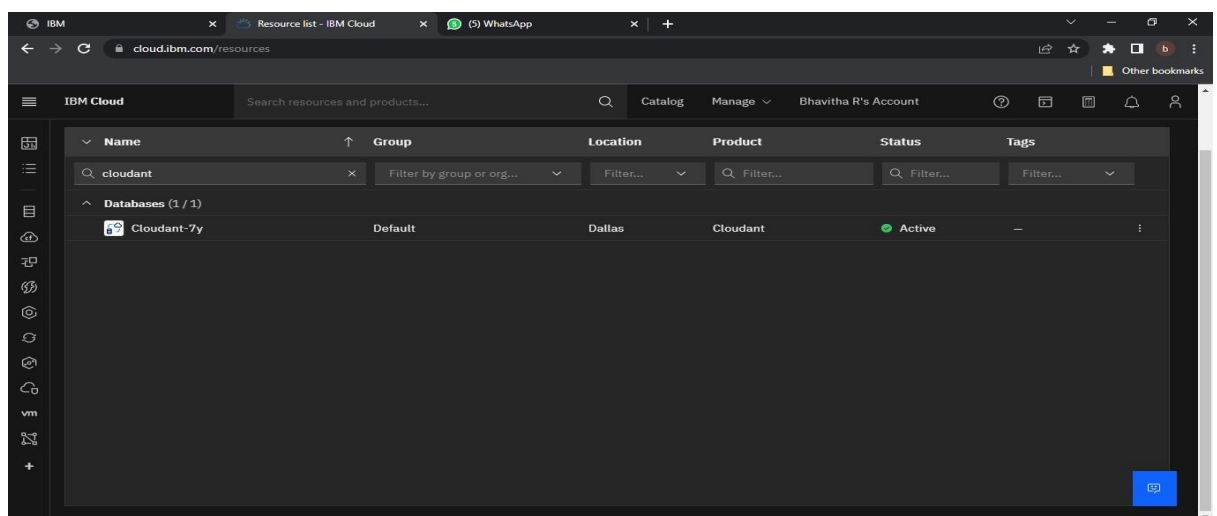 IBM
Resource list - IBM Cloud
(5) WhatsApp
cloud.ibm.com/resources
b
Other bookmarks
IBM Cloud
Search resources and products...
Catalog
Manage
Bhavitha R's Account
Name
Group
Location
Product
Status
Tags
cloudant
Filter by group or org...
Filter...
Filter...
Filter...
Filter...
Databases (1 / 1)
Cloudant-7y
Default
Dallas
Cloudant
Active
–
vm